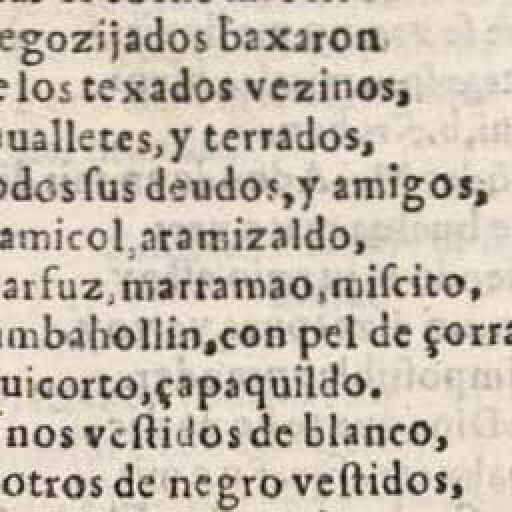 egozijados baxaron
e los texados vezinos,
ualletes, y terrados,
odos ſus deudos, y amigos,
amicol, aramizaldo,
arfuz, marramao, miſcito,
mbahollin, con pel de çorra
uicorto, çapaquildo.
nos veſtidos de blanco,
otros de negro veſtidos,